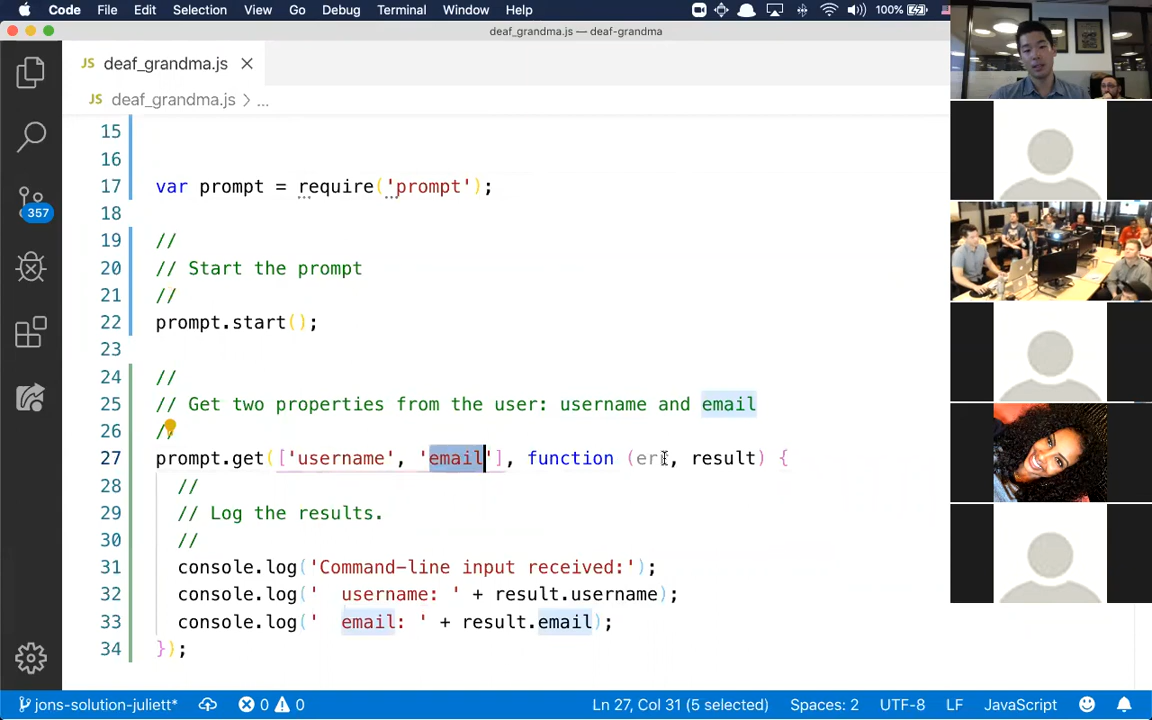 Code File Edit Selection View Go Debug Terminal Window Help 100%
deaf_grandma.js — deaf-grandma
JS deaf_grandma.js
JS deaf_grandma.js > ...
15
16
17 var prompt = require('prompt');
18
19 //
20 // Start the prompt
21 //
22 prompt.start();
23
24 //
25 // Get two properties from the user: username and email
26 //
27 prompt.get(['username', 'email'], function (err, result) {
28 //
29 // Log the results.
30 //
31 console.log('Command-line input received:');
32 console.log('  username: ' + result.username);
33 console.log('  email: ' + result.email);
34 });
357
jons-solution-juliett* 0 0 Ln 27, Col 31 (5 selected) Spaces: 2 UTF-8 LF JavaScript